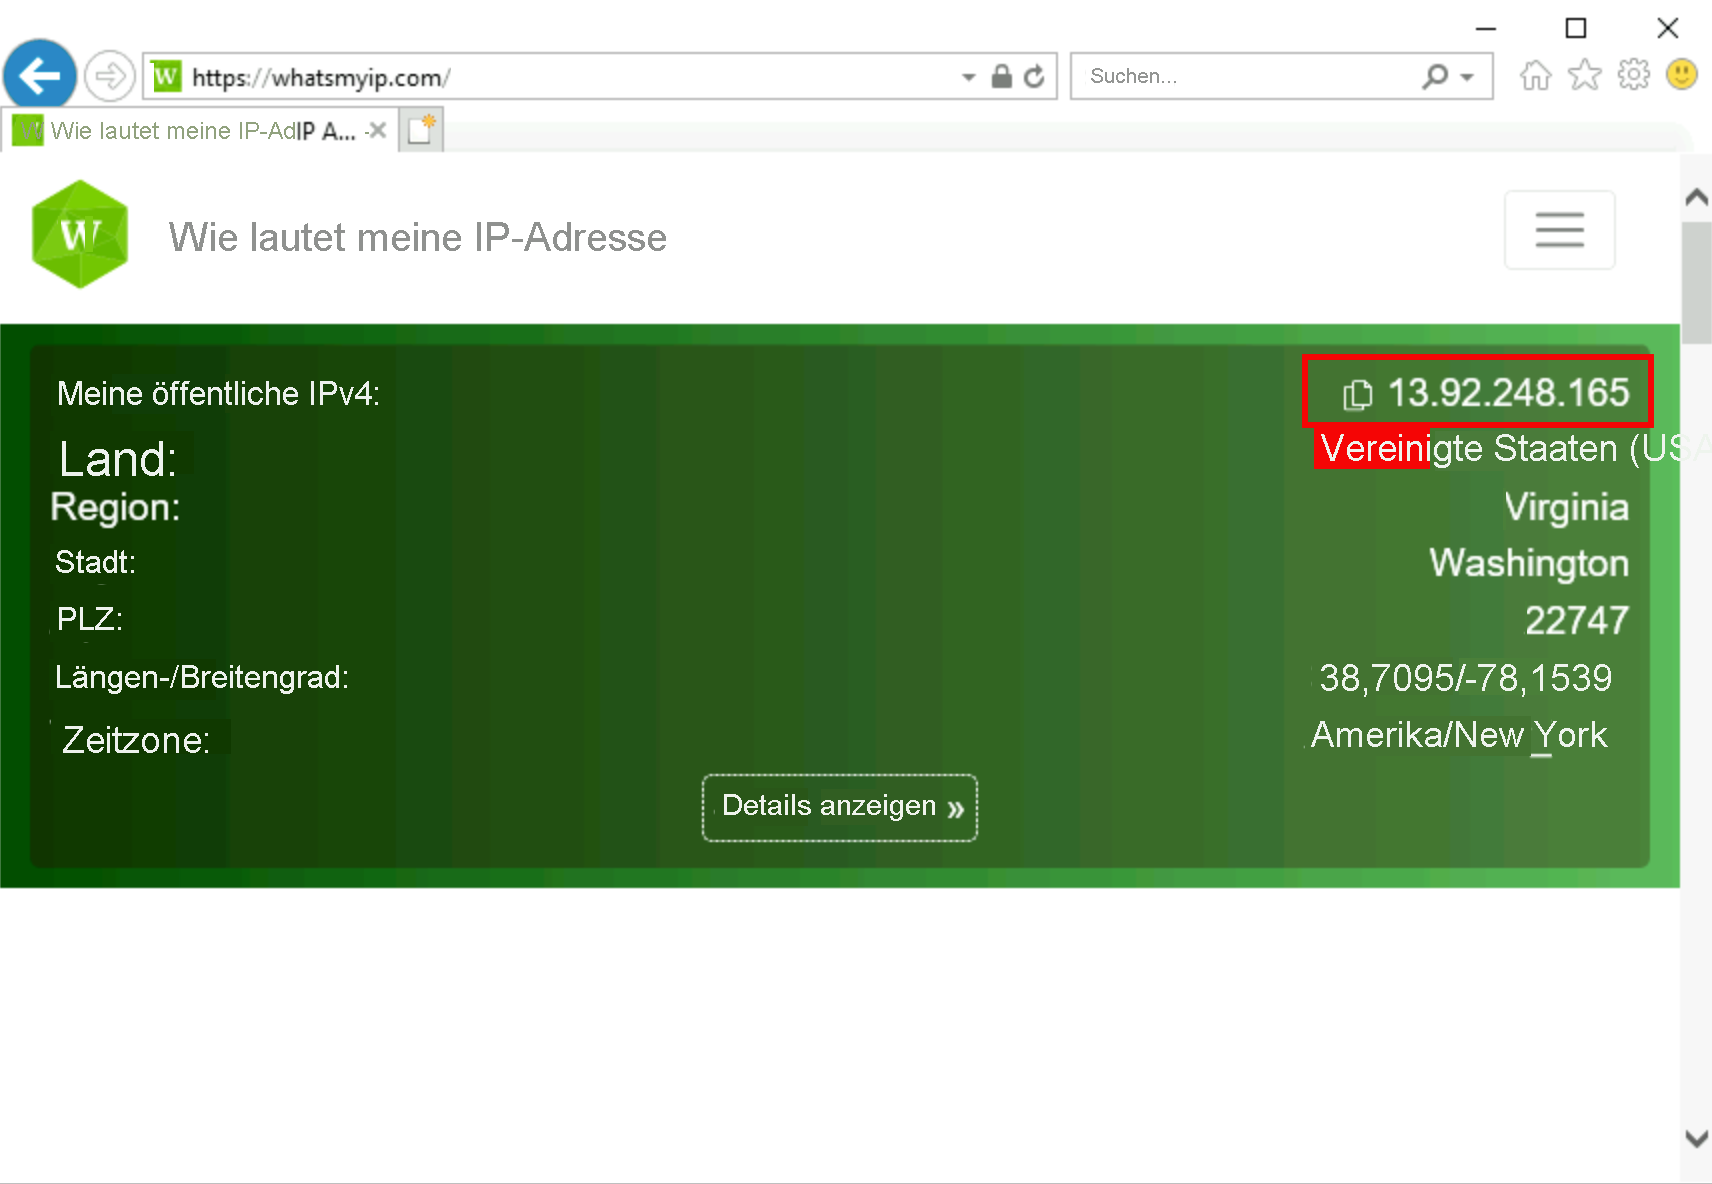 https://whatsmyip.com/
Suchen...
Wie lautet meine IP-AdIP A...
W
Wie lautet meine IP-Adresse
Meine öffentliche IPv4: 13.92.248.165
Land: Vereinigte Staaten (USA
Region: Virginia
Stadt: Washington
PLZ: 22747
Längen-/Breitengrad: 38,7095/-78,1539
Zeitzone: Amerika/New York
Details anzeigen »